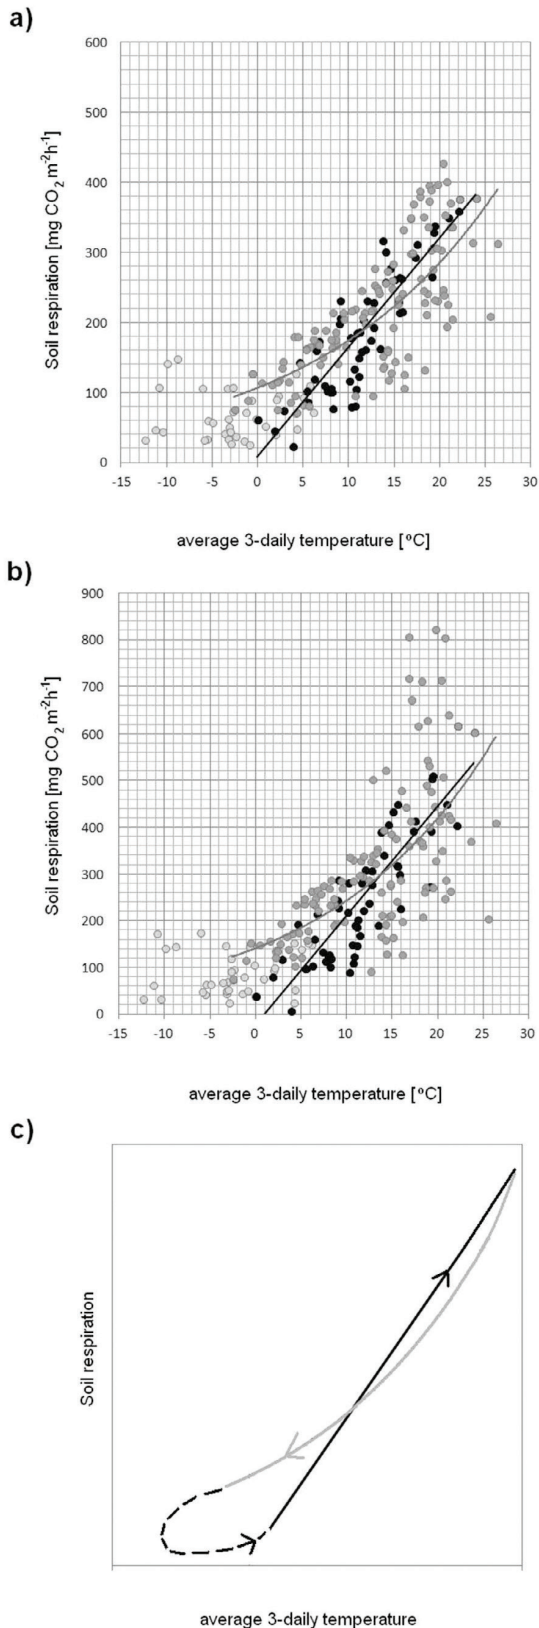 a)
600
500
400
300
200
100
0
Soil respiration [mg CO₂ m⁻²h⁻¹]
-15 -10 -5 0 5 10 15 20 25 30
average 3-daily temperature [ºC]
b)
900
800
700
600
500
400
300
200
100
0
Soil respiration [mg CO₂ m⁻²h⁻¹]
-15 -10 -5 0 5 10 15 20 25 30
average 3-daily temperature [ºC]
c)
Soil respiration
average 3-daily temperature